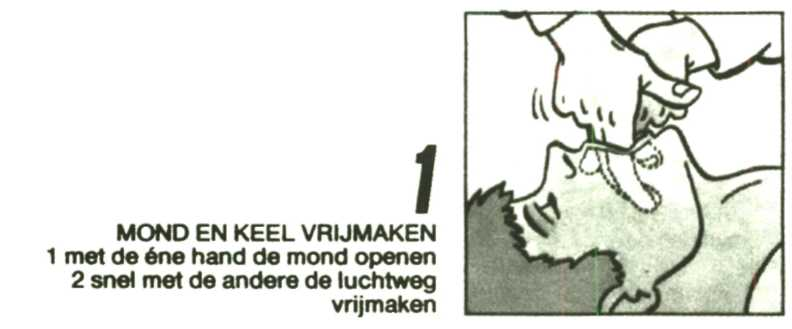 1
MOND EN KEEL VRIJMAKEN
1 met de éne hand de mond openen
2 snel met de andere de luchtweg
vrijmaken